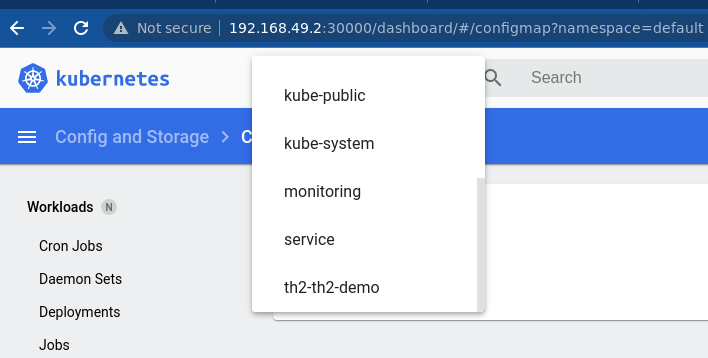 Not secure 192.168.49.2:30000/dashboard/#/configmap?namespace=default
kubernetes
Search
Config and Storage > C
kube-public
kube-system
monitoring
service
th2-th2-demo
Workloads N
Cron Jobs
Daemon Sets
Deployments
Jobs